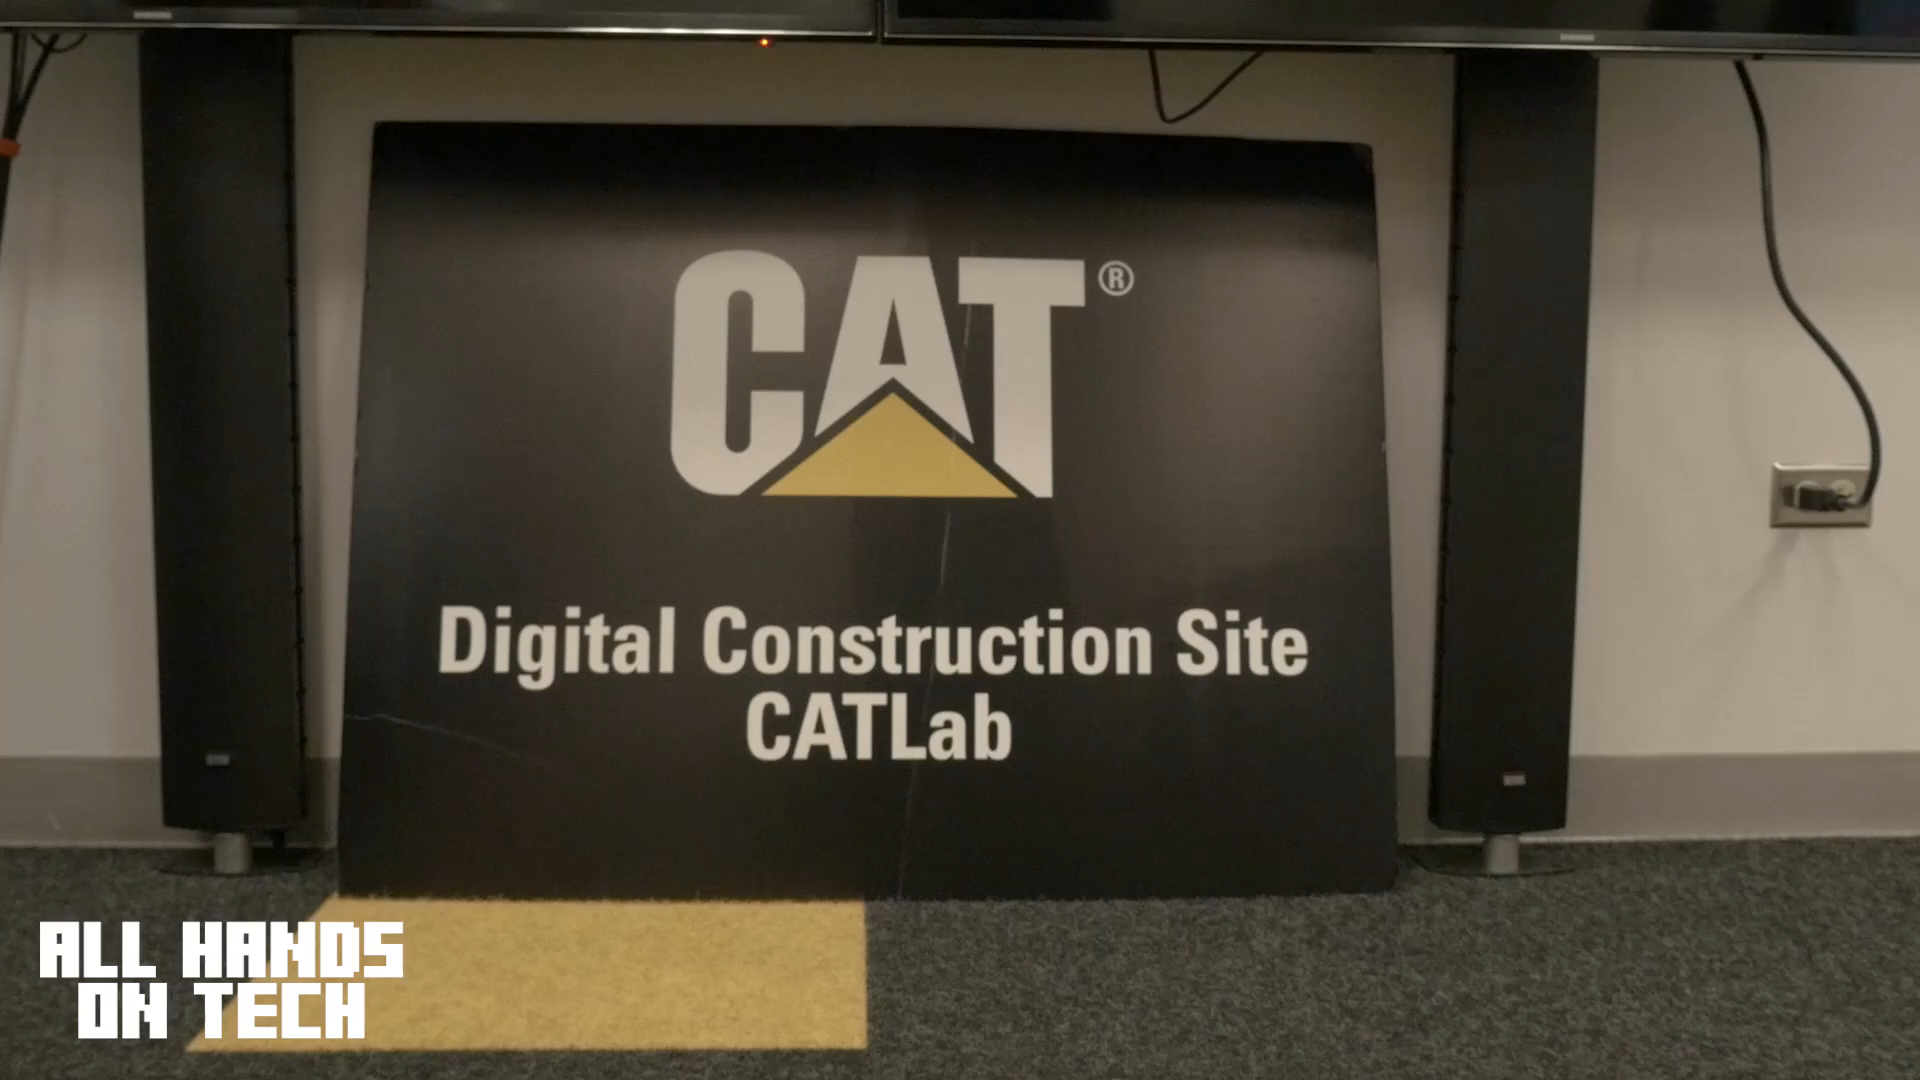 CAT®
Digital Construction Site
CATLab
ALL HANDS
ON TECH